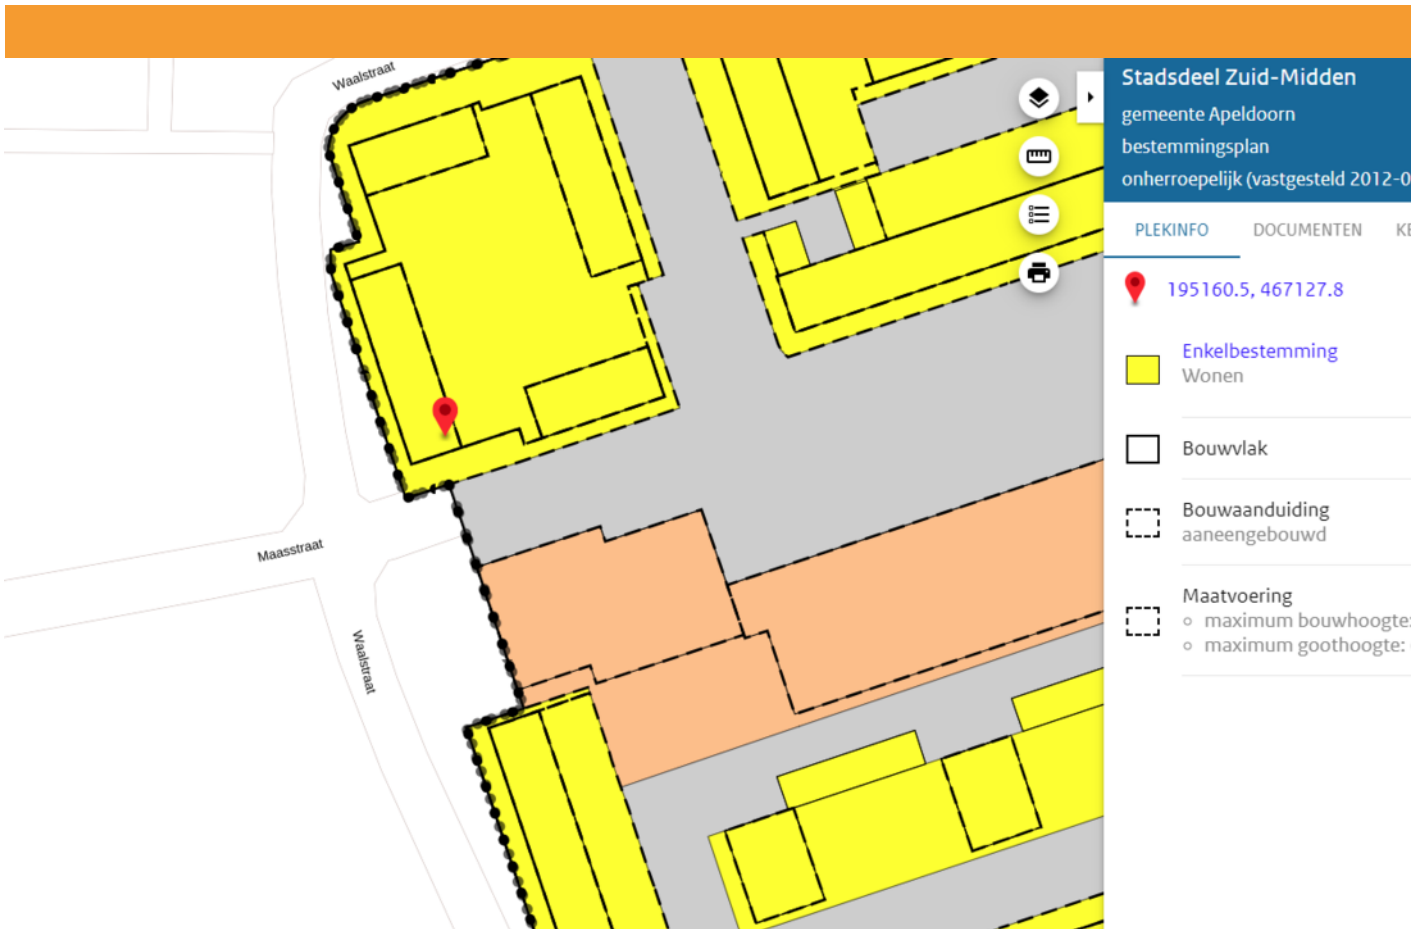 Waalstraat
Maasstraat
Waalstraat
Stadsdeel Zuid-Midden
gemeente Apeldoorn
bestemmingsplan
onherroepelijk (vastgesteld 2012-0
PLEKINFO DOCUMENTEN KE
195160.5, 467127.8
Enkelbestemming
Wonen
Bouwvlak
Bouwaanduiding
aaneengebouwd
Maatvoering
maximum bouwhoogte:
maximum goothoogte: